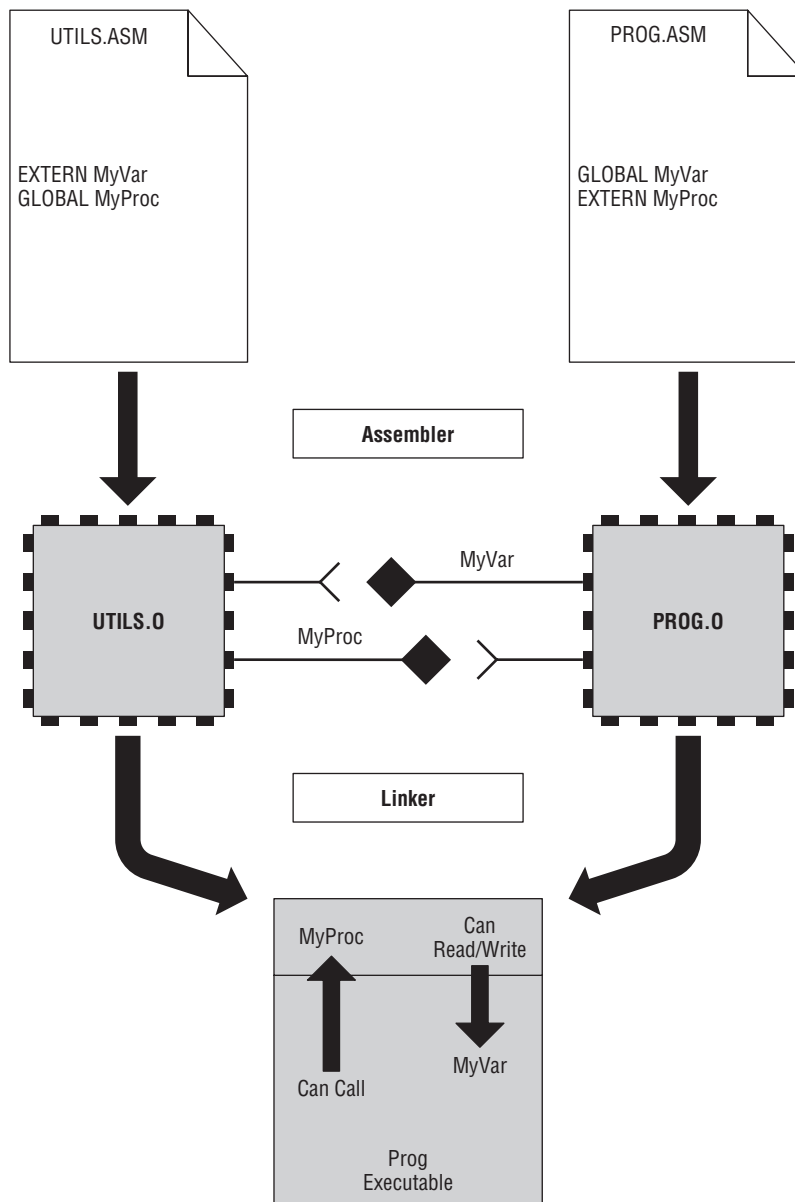 UTILS.ASM
EXTERN MyVar
GLOBAL MyProc
PROG.ASM
GLOBAL MyVar
EXTERN MyProc
Assembler
UTILS.O
MyVar
MyProc
PROG.O
Linker
MyProc
Can
Read/Write
Can Call
MyVar
Prog
Executable